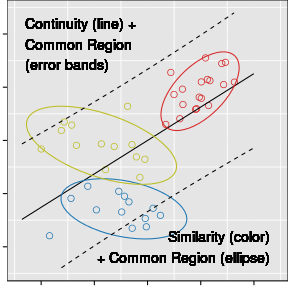 Continuity (line) +
Common Region
(error bands)
Similarity (color)
+ Common Region (ellipse)